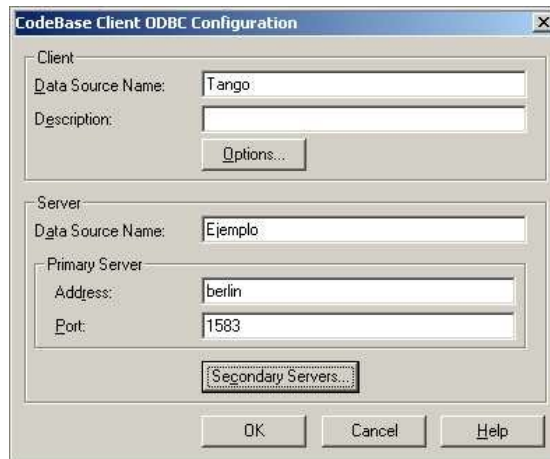 CodeBase Client ODBC Configuration
Client
Data Source Name: Tango
Description:
Options...
Server
Data Source Name: Ejemplo
Primary Server
Address: berlin
Port: 1583
Secondary Servers...
OK Cancel Help